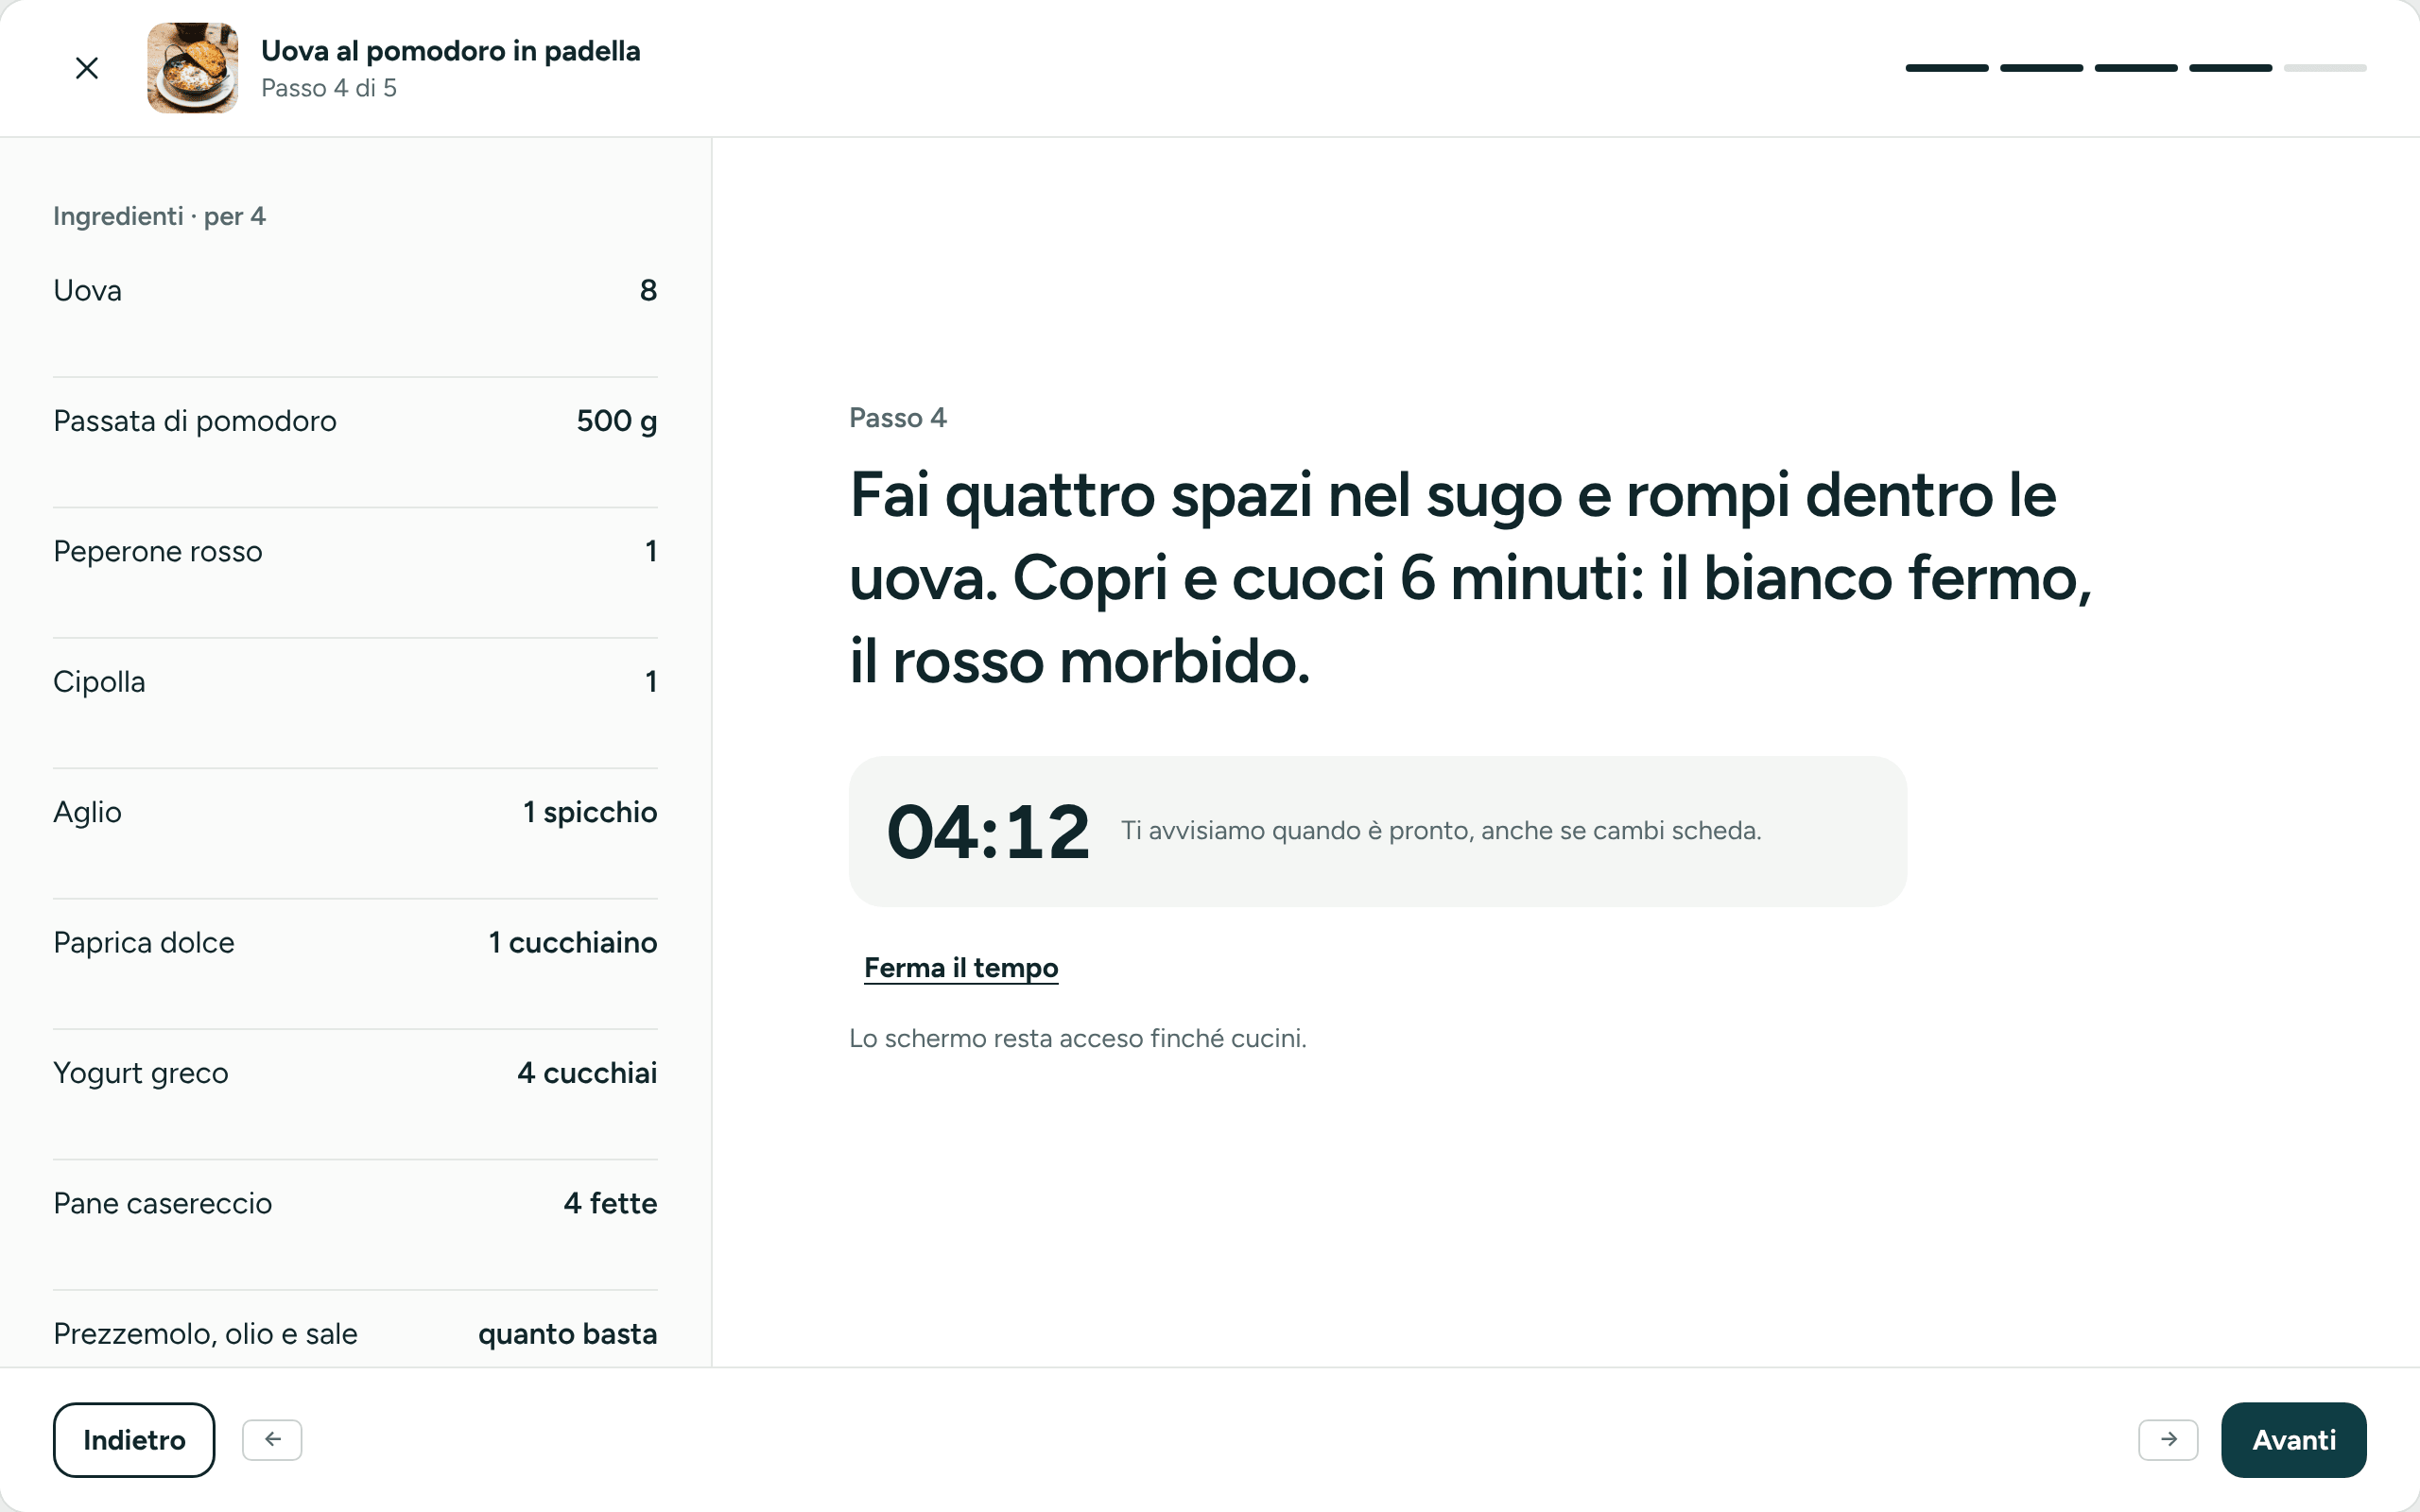 Uova al pomodoro in padella
Passo 4 di 5
Ingredienti · per 4
Uova 8
Passata di pomodoro 500 g
Peperone rosso 1
Cipolla 1
Aglio 1 spicchio
Paprica dolce 1 cucchiaino
Yogurt greco 4 cucchiai
Pane casereccio 4 fette
Prezzemolo, olio e sale quanto basta
Passo 4
Fai quattro spazi nel sugo e rompi dentro le
uova. Copri e cuoci 6 minuti: il bianco fermo,
il rosso morbido.
04:12 Ti avvisiamo quando è pronto, anche se cambi scheda.
Ferma il tempo
Lo schermo resta acceso finché cucini.
Indietro ←
→ Avanti